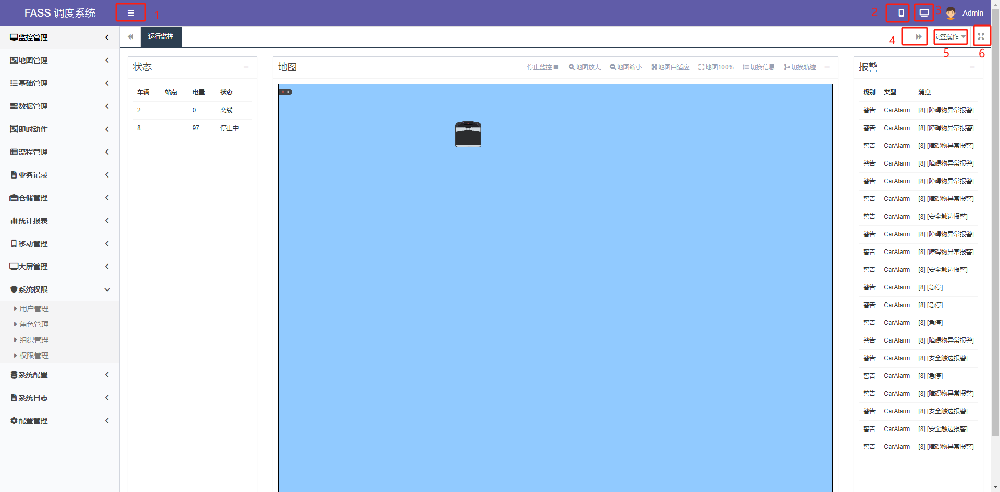 FASS 调度系统
1
2
3
Admin
监控管理
地图管理
基础管理
数据管理
即时动作
流程管理
业务记录
仓储管理
统计报表
移动管理
大屏管理
系统权限
用户管理
角色管理
组织管理
权限管理
系统配置
系统日志
配置管理
运行监控
4
页签操作
5
6
状态
车辆 站点 电量 状态
2 0 离线
8 97 停止中
地图
停止监控 地图放大 地图缩小 地图自适应 地图100% 切换信息 切换轨迹
报警
级别 类型 消息
警告 CarAlarm [8] [障碍物异常报警]
警告 CarAlarm [8] [障碍物异常报警]
警告 CarAlarm [8] [障碍物异常报警]
警告 CarAlarm [8] [障碍物异常报警]
警告 CarAlarm [8] [障碍物异常报警]
警告 CarAlarm [8] [障碍物异常报警]
警告 CarAlarm [8] [安全触边报警]
警告 CarAlarm [8] [障碍物异常报警]
警告 CarAlarm [8] [障碍物异常报警]
警告 CarAlarm [8] [安全触边报警]
警告 CarAlarm [8] [急停]
警告 CarAlarm [8] [急停]
警告 CarAlarm [8] [急停]
警告 CarAlarm [8] [障碍物异常报警]
警告 CarAlarm [8] [安全触边报警]
警告 CarAlarm [8] [急停]
警告 CarAlarm [8] [障碍物异常报警]
警告 CarAlarm [8] [安全触边报警]
警告 CarAlarm [8] [安全触边报警]
警告 CarAlarm [8] [障碍物异常报警]